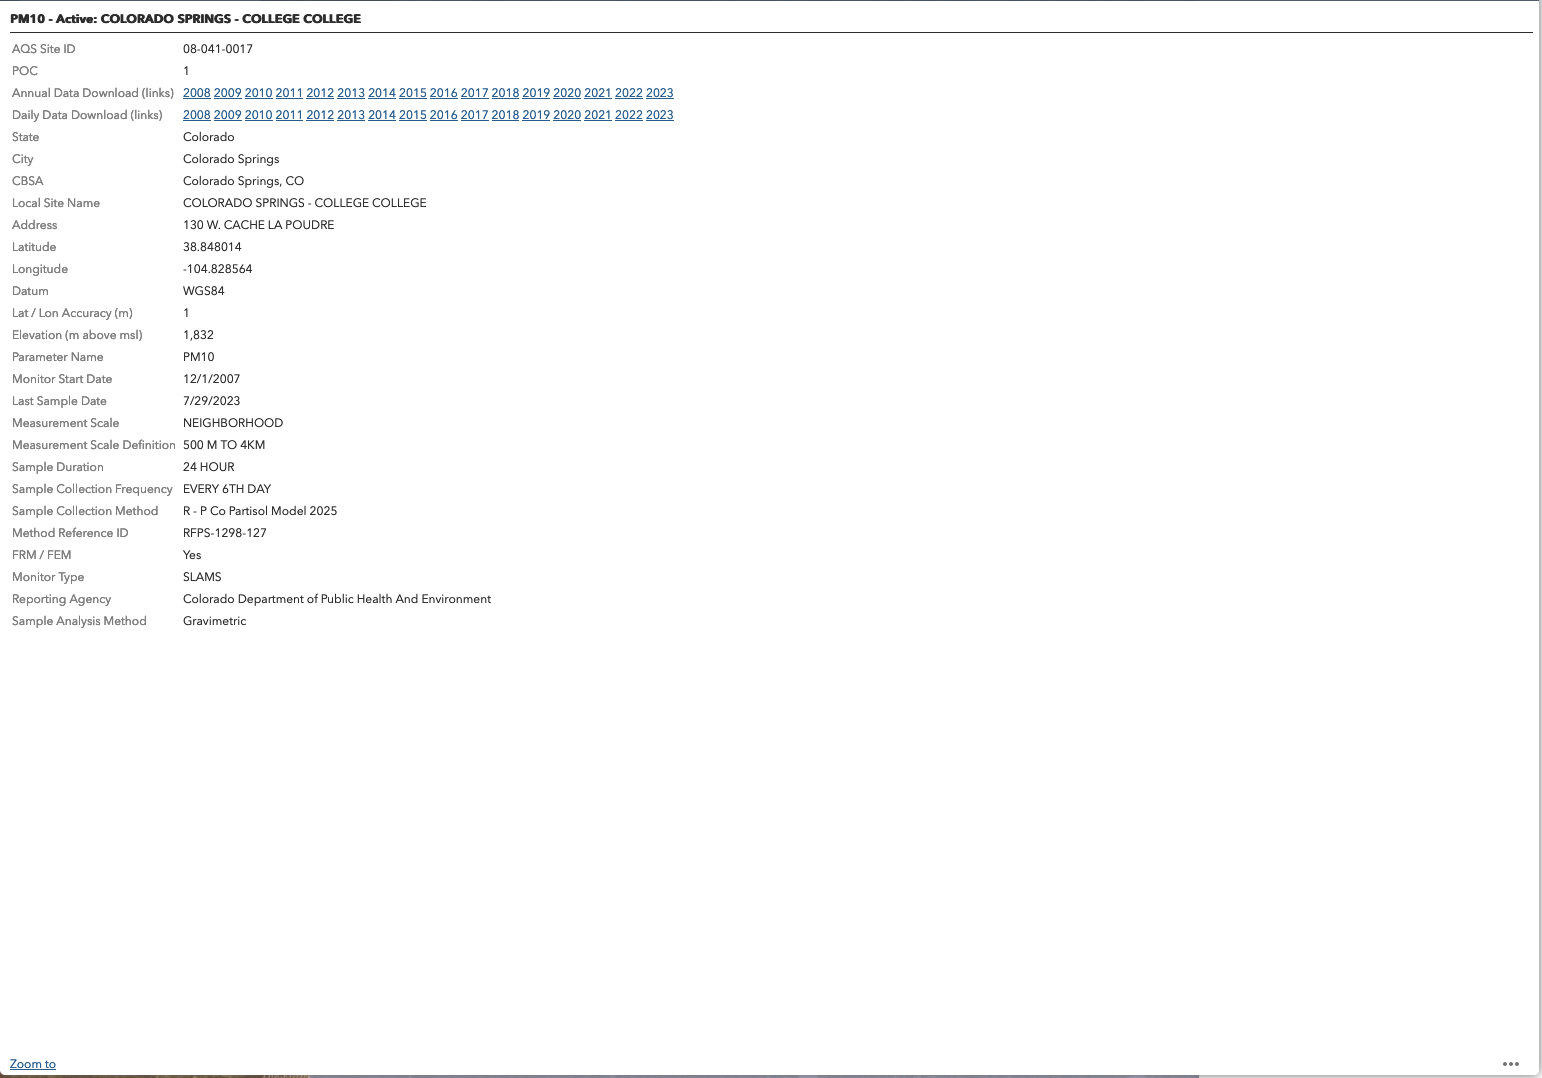 PM10 - Active: COLORADO SPRINGS - COLLEGE COLLEGE
AQS Site ID 08-041-0017
POC 1
Annual Data Download (links) 2008 2009 2010 2011 2012 2013 2014 2015 2016 2017 2018 2019 2020 2021 2022 2023
Daily Data Download (links) 2008 2009 2010 2011 2012 2013 2014 2015 2016 2017 2018 2019 2020 2021 2022 2023
State Colorado
City Colorado Springs
CBSA Colorado Springs, CO
Local Site Name COLORADO SPRINGS - COLLEGE COLLEGE
Address 130 W. CACHE LA POUDRE
Latitude 38.848014
Longitude -104.828564
Datum WGS84
Lat / Lon Accuracy (m) 1
Elevation (m above msl) 1,832
Parameter Name PM10
Monitor Start Date 12/1/2007
Last Sample Date 7/29/2023
Measurement Scale NEIGHBORHOOD
Measurement Scale Definition 500 M TO 4KM
Sample Duration 24 HOUR
Sample Collection Frequency EVERY 6TH DAY
Sample Collection Method R - P Co Partisol Model 2025
Method Reference ID RFPS-1298-127
FRM / FEM Yes
Monitor Type SLAMS
Reporting Agency Colorado Department of Public Health And Environment
Sample Analysis Method Gravimetric
Zoom to